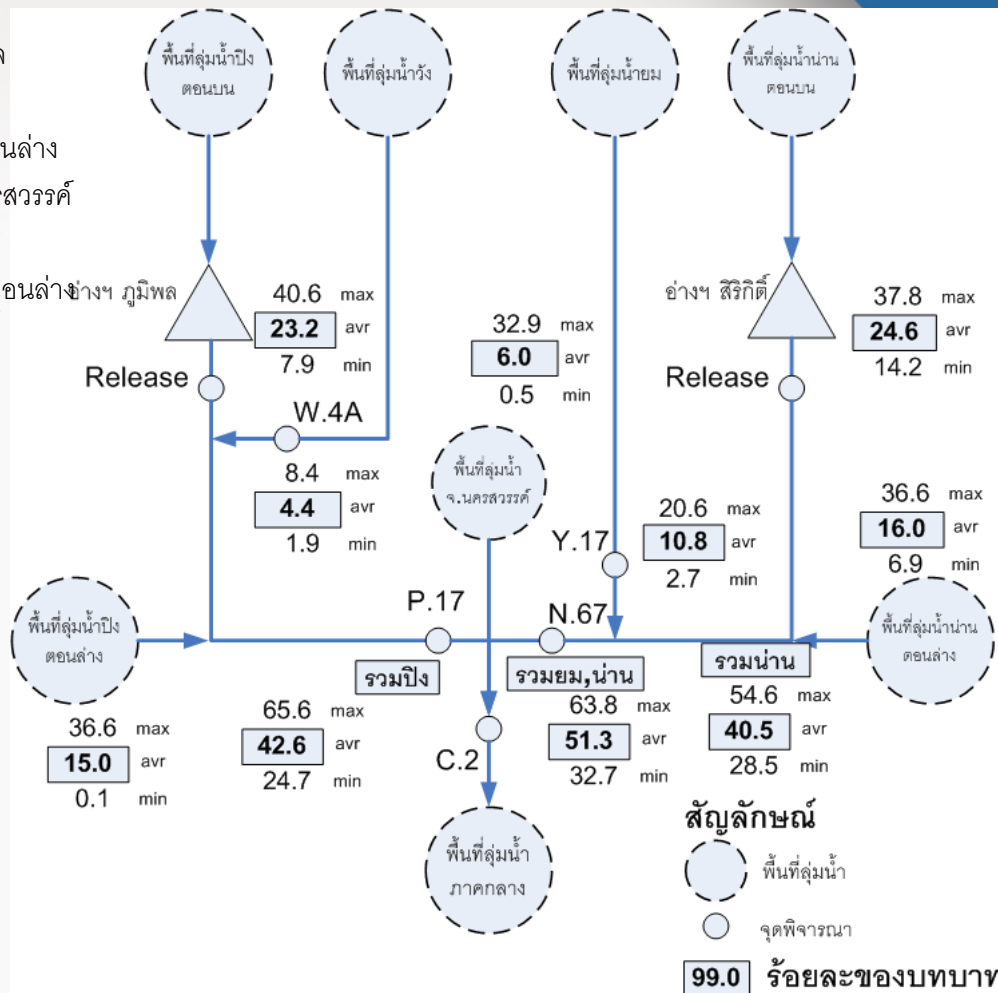 พื้นที่ลุ่มน้ำปิง
ตอนบน
พื้นที่ลุ่มน้ำวัง
พื้นที่ลุ่มน้ำยม
พื้นที่ลุ่มน้ำน่าน
ตอนบน
นล่าง
สวรรค์
อนล่าง
อ่างฯ ภูมิพล
40.6 max
23.2 avr
7.9 min
Release
32.9 max
6.0 avr
0.5 min
อ่างฯ สิริกิติ์
37.8 max
24.6 avr
14.2 min
Release
W.4A
8.4 max
4.4 avr
1.9 min
พื้นที่ลุ่มน้ำ
จ.นครสวรรค์
Y.17
20.6 max
10.8 avr
2.7 min
36.6 max
16.0 avr
6.9 min
พื้นที่ลุ่มน้ำปิง
ตอนล่าง
P.17
N.67
พื้นที่ลุ่มน้ำน่าน
ตอนล่าง
รวมปิง
รวมยม,น่าน
รวมน่าน
36.6 max
15.0 avr
0.1 min
65.6 max
42.6 avr
24.7 min
C.2
63.8 max
51.3 avr
32.7 min
54.6 max
40.5 avr
28.5 min
พื้นที่ลุ่มน้ำ
ภาคกลาง
สัญลักษณ์
พื้นที่ลุ่มน้ำ
จุดพิจารณา
99.0 ร้อยละของบทบาท